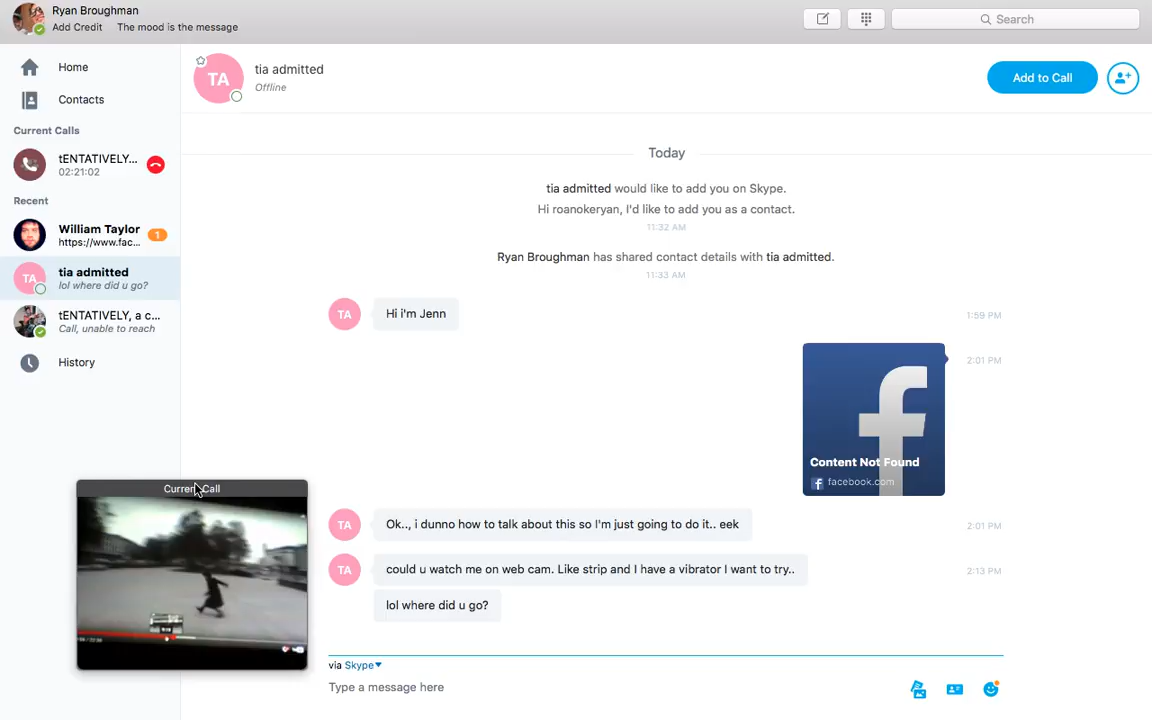 Ryan Broughman
Add Credit The mood is the message
Search
Home
Contacts
Current Calls
tENTATIVELY...
02:21:02
Recent
William Taylor
https://www.fac...
1
TA
tia admitted
lol where did u go?
tENTATIVELY, a c...
Call, unable to reach
History
TA
tia admitted
Offline
Add to Call
Today
tia admitted would like to add you on Skype.
Hi roanokeryan, I'd like to add you as a contact.
11:32 AM
Ryan Broughman has shared contact details with tia admitted.
11:33 AM
TA
Hi i'm Jenn
1:59 PM
2:01 PM
f
Content Not Found
f facebook.com
TA
Ok.., i dunno how to talk about this so I'm just going to do it.. eek
2:01 PM
TA
could u watch me on web cam. Like strip and I have a vibrator I want to try..
2:13 PM
lol where did u go?
Current Call
via Skype
Type a message here